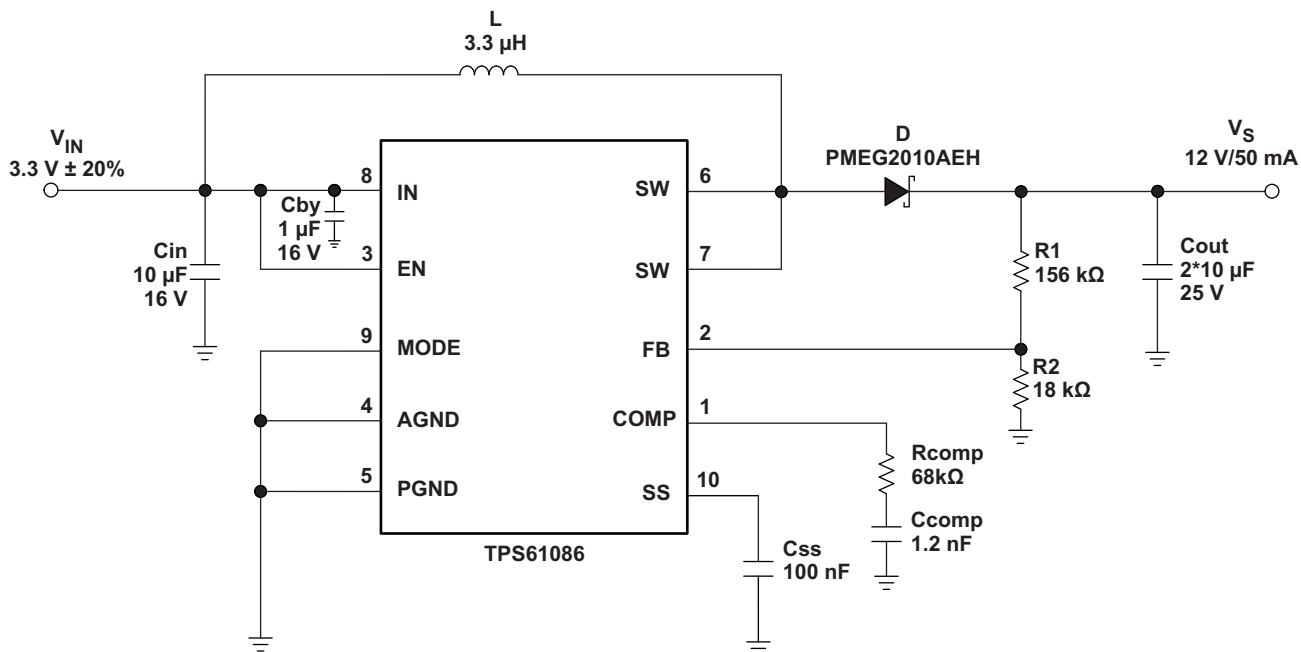 L
3.3 µH
V_IN
3.3 V ± 20%
D
PMEG2010AEH
V_S
12 V/50 mA
8
IN
SW
6
Cby
1 µF
16 V
3
EN
SW
7
Cin
10 µF
16 V
R1
156 kΩ
Cout
2*10 µF
25 V
9
MODE
FB
2
R2
18 kΩ
4
AGND
COMP
1
Rcomp
68kΩ
5
PGND
SS
10
Ccomp
1.2 nF
TPS61086
Css
100 nF